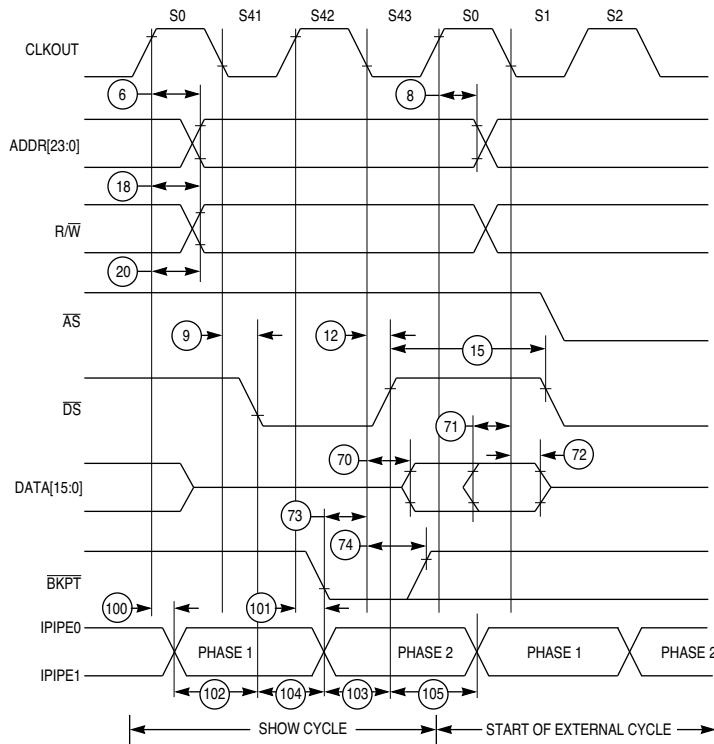 S0 S41 S42 S43 S0 S1 S2
CLKOUT
6
8
ADDR[23:0]
18
R/W
20
AS
9
12
15
DS
71
70
72
DATA[15:0]
73
74
BKPT
100
101
IPIPE0
PHASE 1 PHASE 2 PHASE 1 PHASE 2
IPIPE1
102 104 103 105
SHOW CYCLE START OF EXTERNAL CYCLE